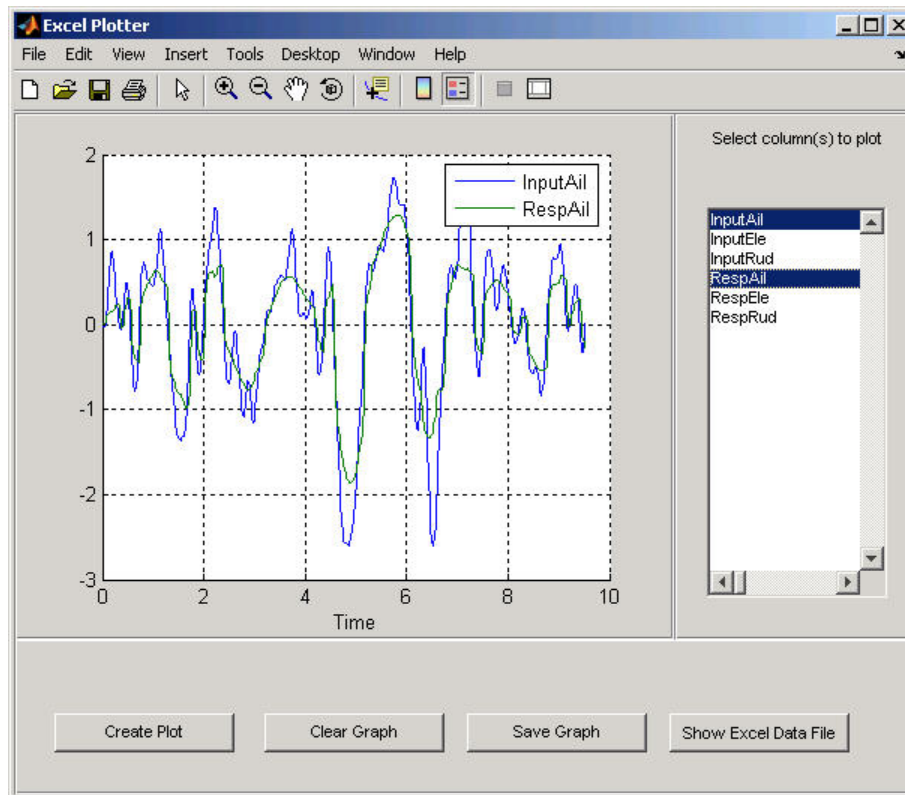 Excel Plotter
File Edit View Insert Tools Desktop Window Help
Select column(s) to plot
InputAil
InputEle
InputRud
RespAil
RespEle
RespRud
InputAil
RespAil
2
1
0
-1
-2
-3
0 2 4 6 8 10
Time
Create Plot Clear Graph Save Graph Show Excel Data File